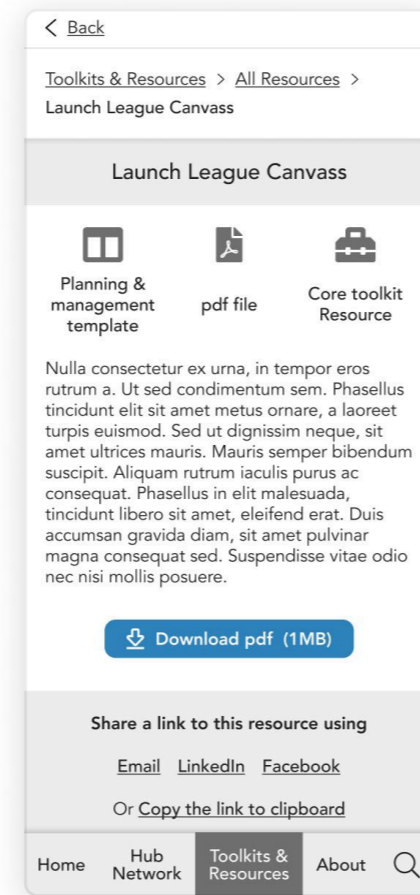 Back
Toolkits & Resources > All Resources >
Launch League Canvass
Launch League Canvass
Planning &
management
template
pdf file
Core toolkit
Resource
Nulla consectetur ex urna, in tempor eros
rutrum a. Ut sed condimentum sem. Phasellus
tincidunt elit sit amet metus ornare, a laoreet
turpis euismod. Sed ut dignissim neque, sit
amet ultrices mauris. Mauris semper bibendum
suscipit. Aliquam rutrum iaculis purus ac
consequat. Phasellus in elit malesuada,
tincidunt libero sit amet, eleifend erat. Duis
accumsan gravida diam, sit amet pulvinar
magna consequat sed. Suspendisse vitae odio
nec nisi mollis posuere.
Download pdf (1MB)
Share a link to this resource using
Email LinkedIn Facebook
Or Copy the link to clipboard
Home
Hub
Network
Toolkits &
Resources
About